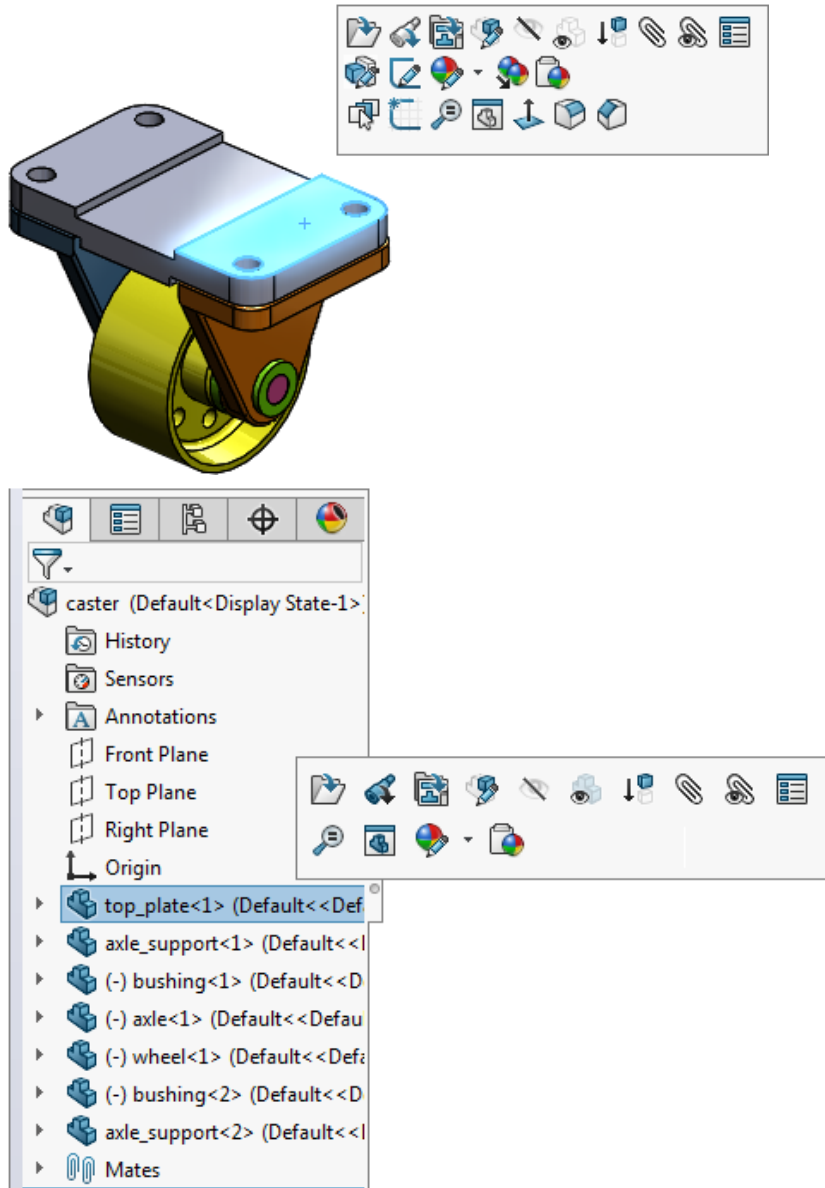 caster (Default<Display State-1>)
History
Sensors
Annotations
Front Plane
Top Plane
Right Plane
Origin
top_plate<1> (Default<<Def
axle_support<1> (Default<<
(-) bushing<1> (Default<<D
(-) axle<1> (Default<<Defau
(-) wheel<1> (Default<<Defa
(-) bushing<2> (Default<<D
axle_support<2> (Default<<
Mates